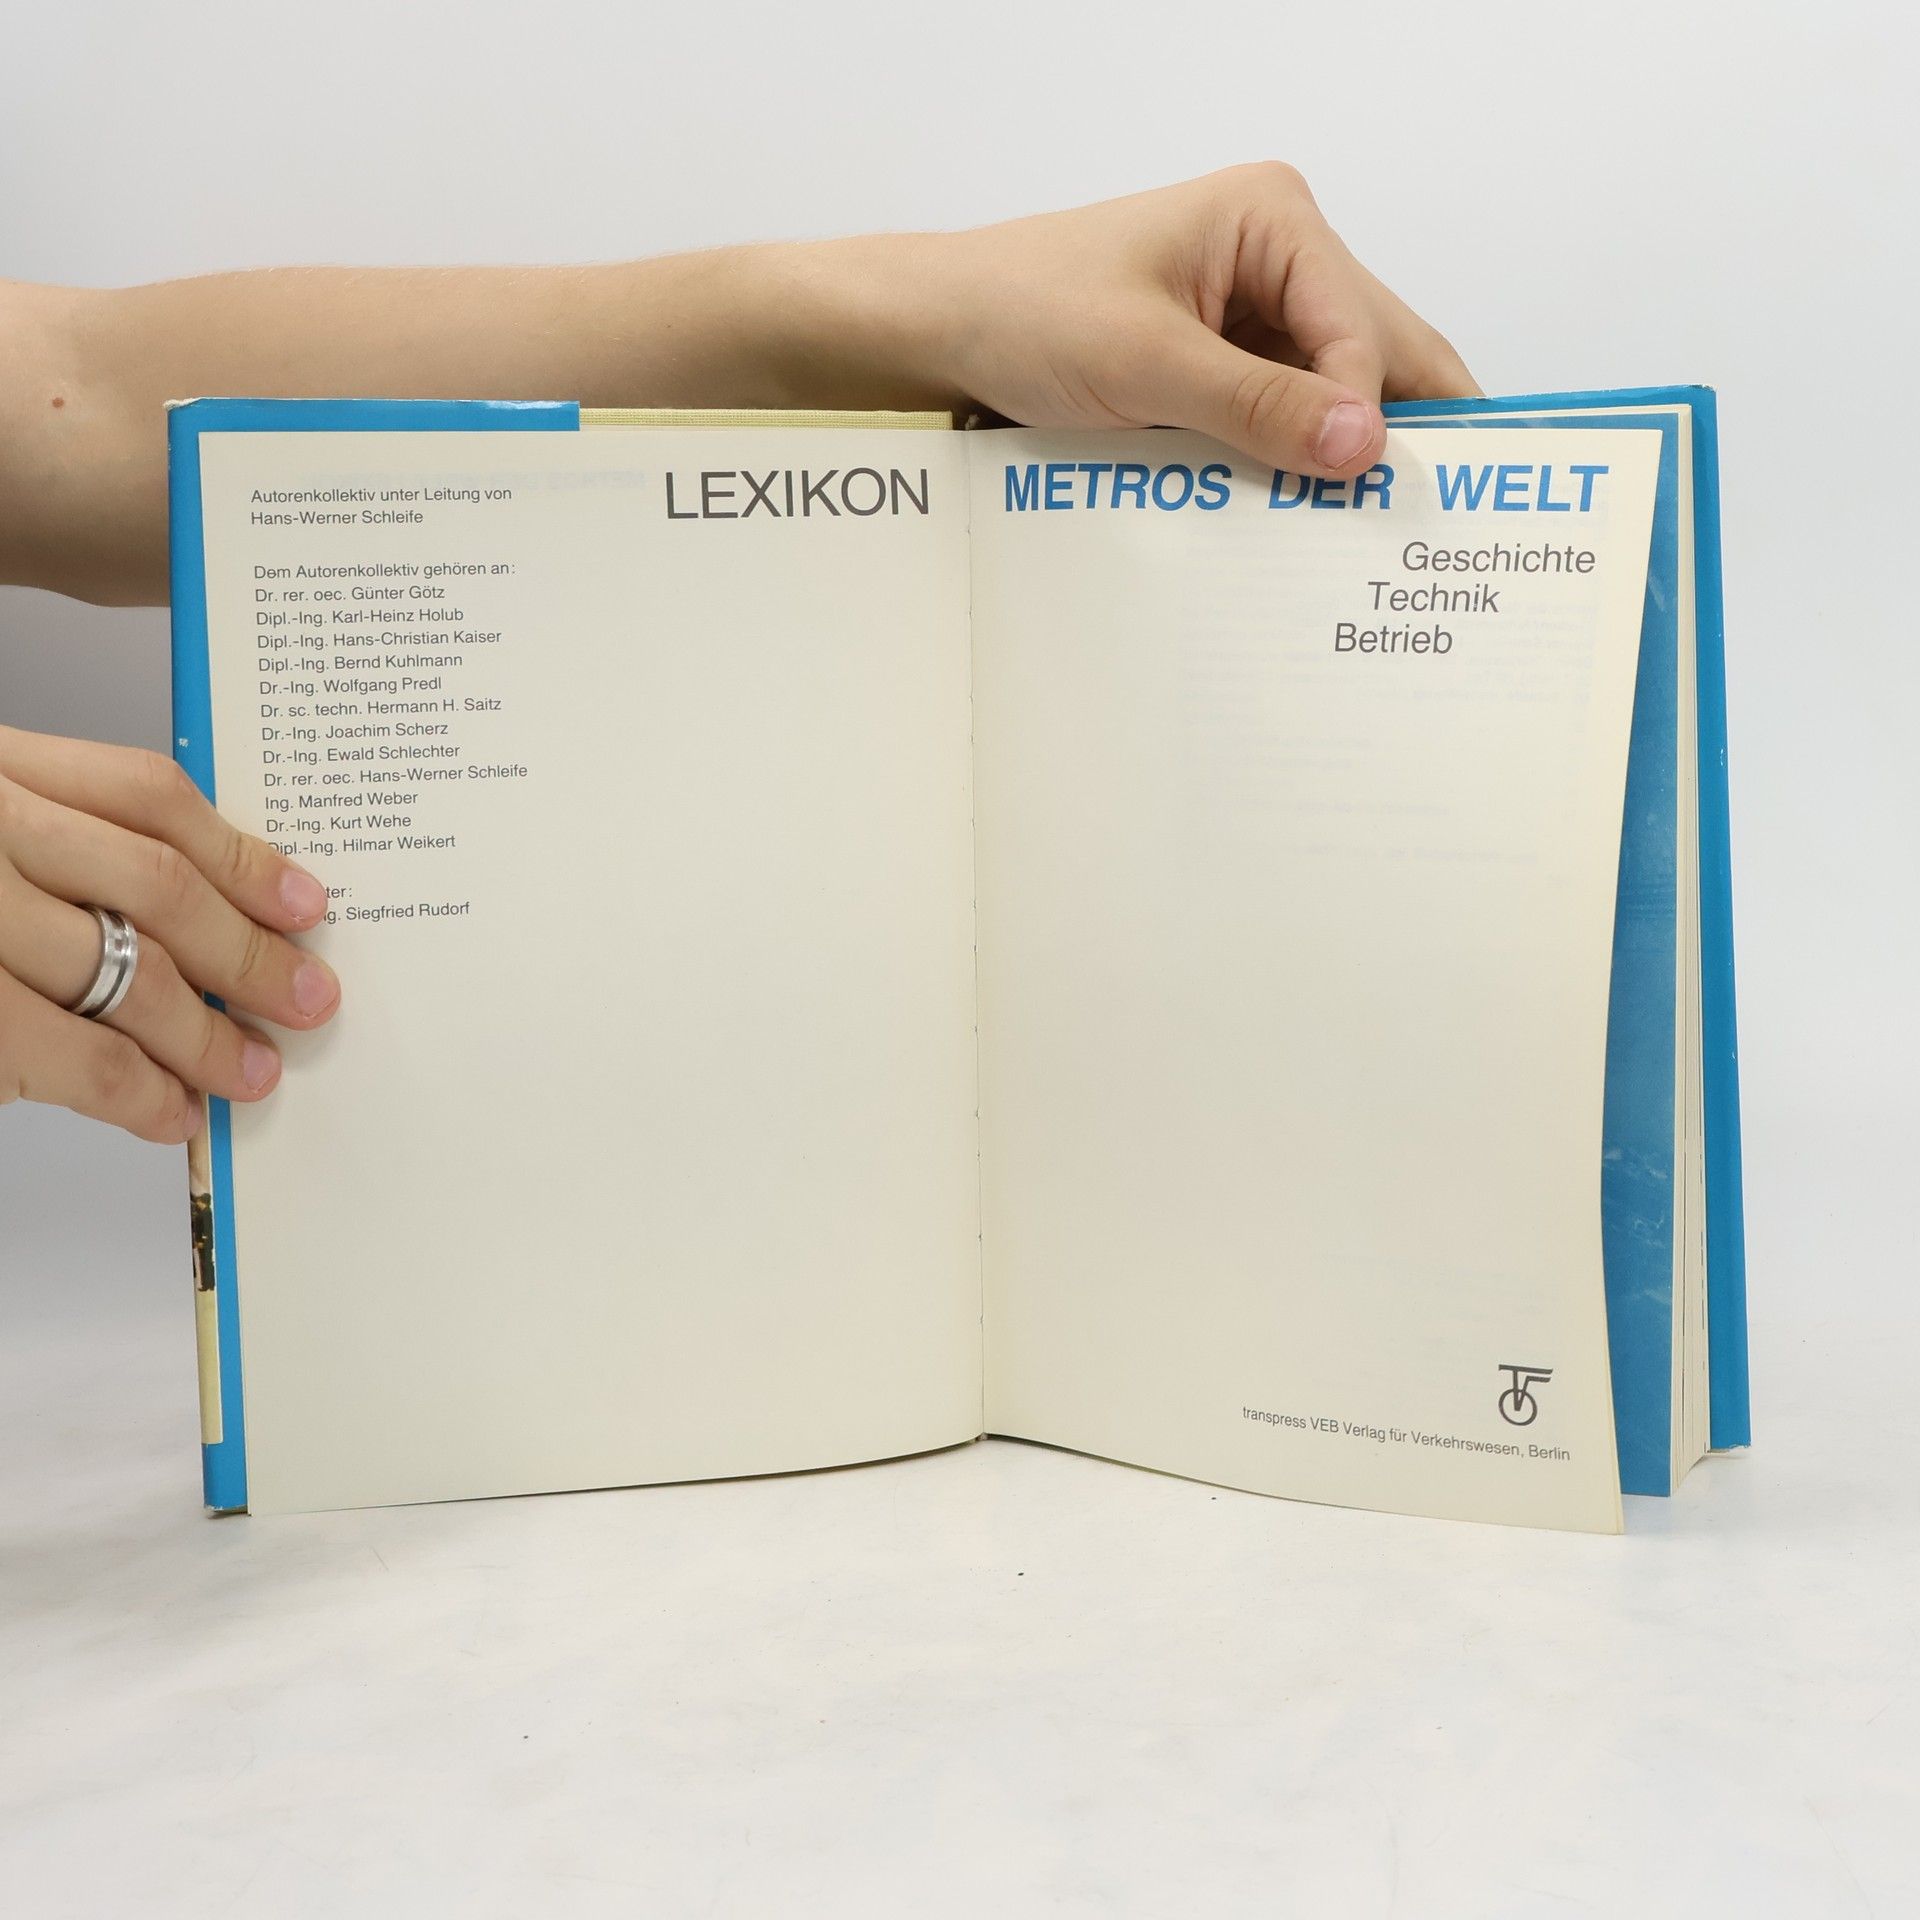 Autorenkollektiv unter Leitung von
Hans-Werner Schleife
Dem Autorenkollektiv gehören an:
Dr. rer. oec. Günter Götz
Dipl.-Ing. Karl-Heinz Holub
Dipl.-Ing. Hans-Christian Kaiser
Dipl.-Ing. Bernd Kuhlmann
Dr.-Ing. Wolfgang Predl
Dr. sc. techn. Hermann H. Saitz
Dr.-Ing. Joachim Scherz
Dr.-Ing. Ewald Schlechter
Dr. rer. oec. Hans-Werner Schleife
Ing. Manfred Weber
Dr.-Ing. Kurt Wehe
Dipl.-Ing. Hilmar Weikert
ter:
g. Siegfried Rudorf
LEXIKON
METROS DER WELT
Geschichte
Technik
Betrieb
transpress VEB Verlag für Verkehrswesen, Berlin